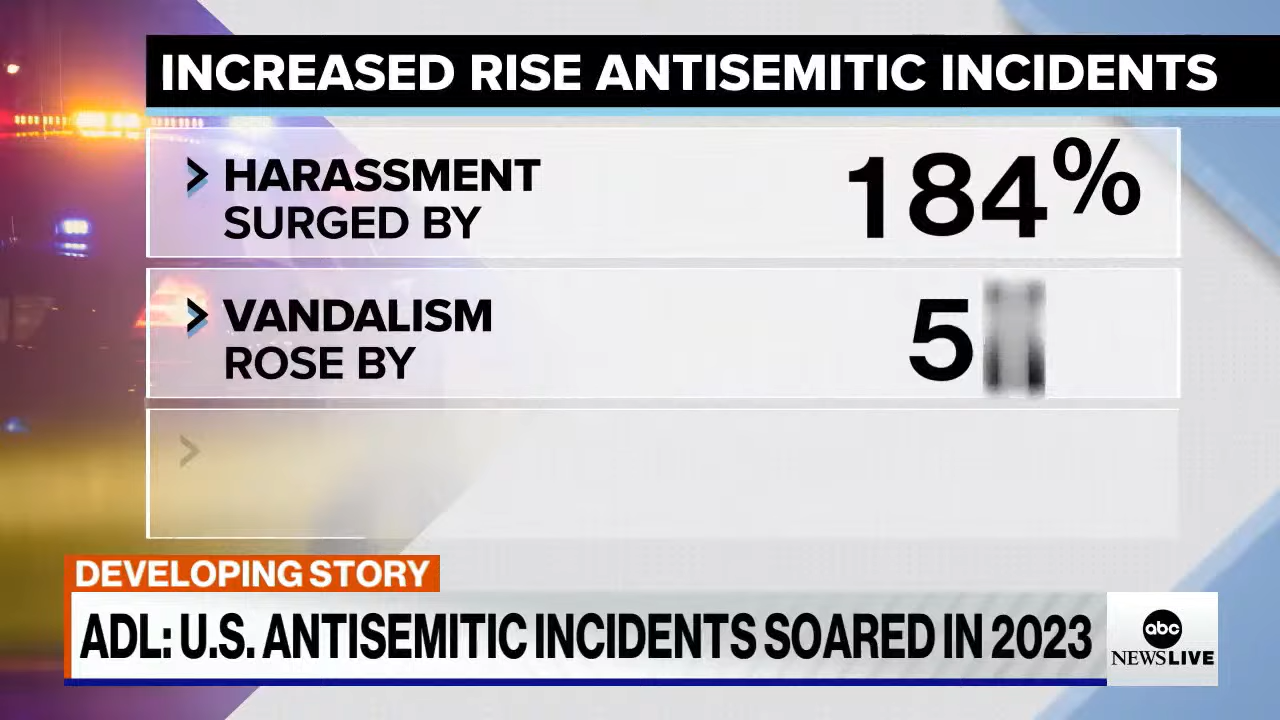 INCREASED RISE ANTISEMITIC INCIDENTS
> HARASSMENT
SURGED BY
184%
> VANDALISM
ROSE BY
5
>
DEVELOPING STORY
ADL: U.S. ANTISEMITIC INCIDENTS SOARED IN 2023
abc
NEWS LIVE